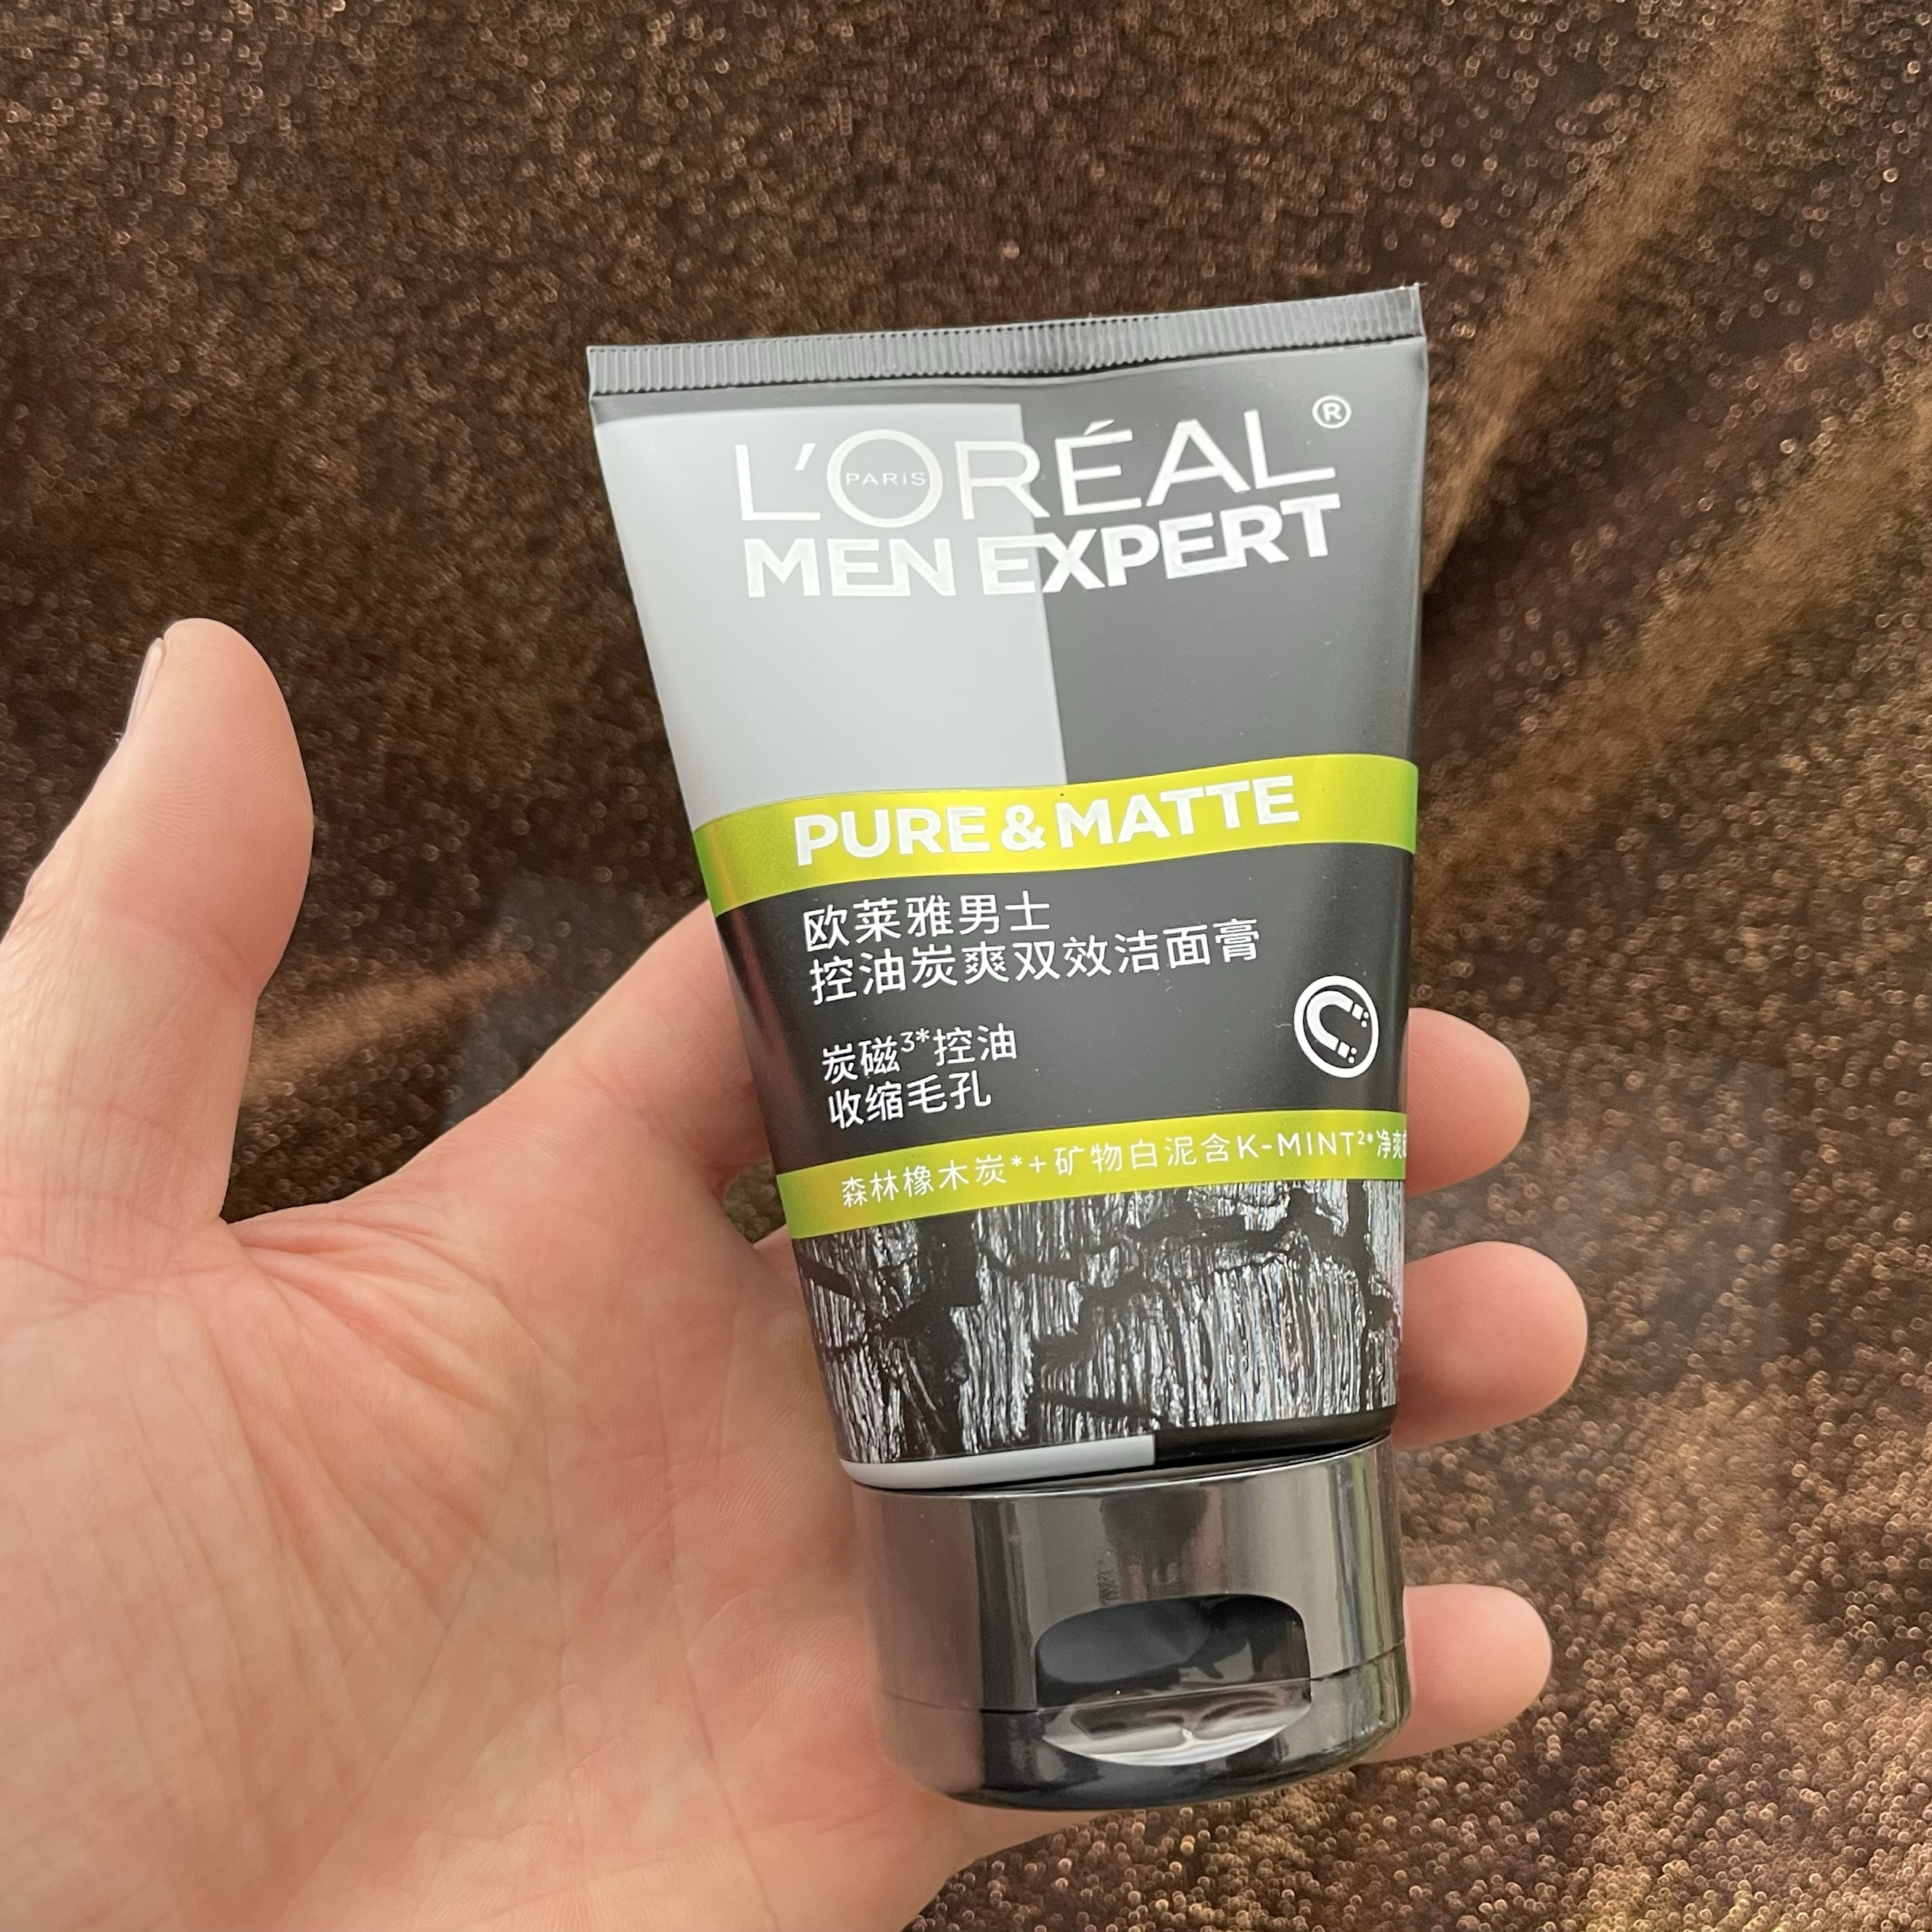 L'ORÉAL ®
PARIS
MEN EXPERT
PURE & MATTE
欧莱雅男士
控油炭爽双效洁面膏
炭磁³*控油
收缩毛孔
森林橡木炭*+矿物白泥含K-MINT²*净爽